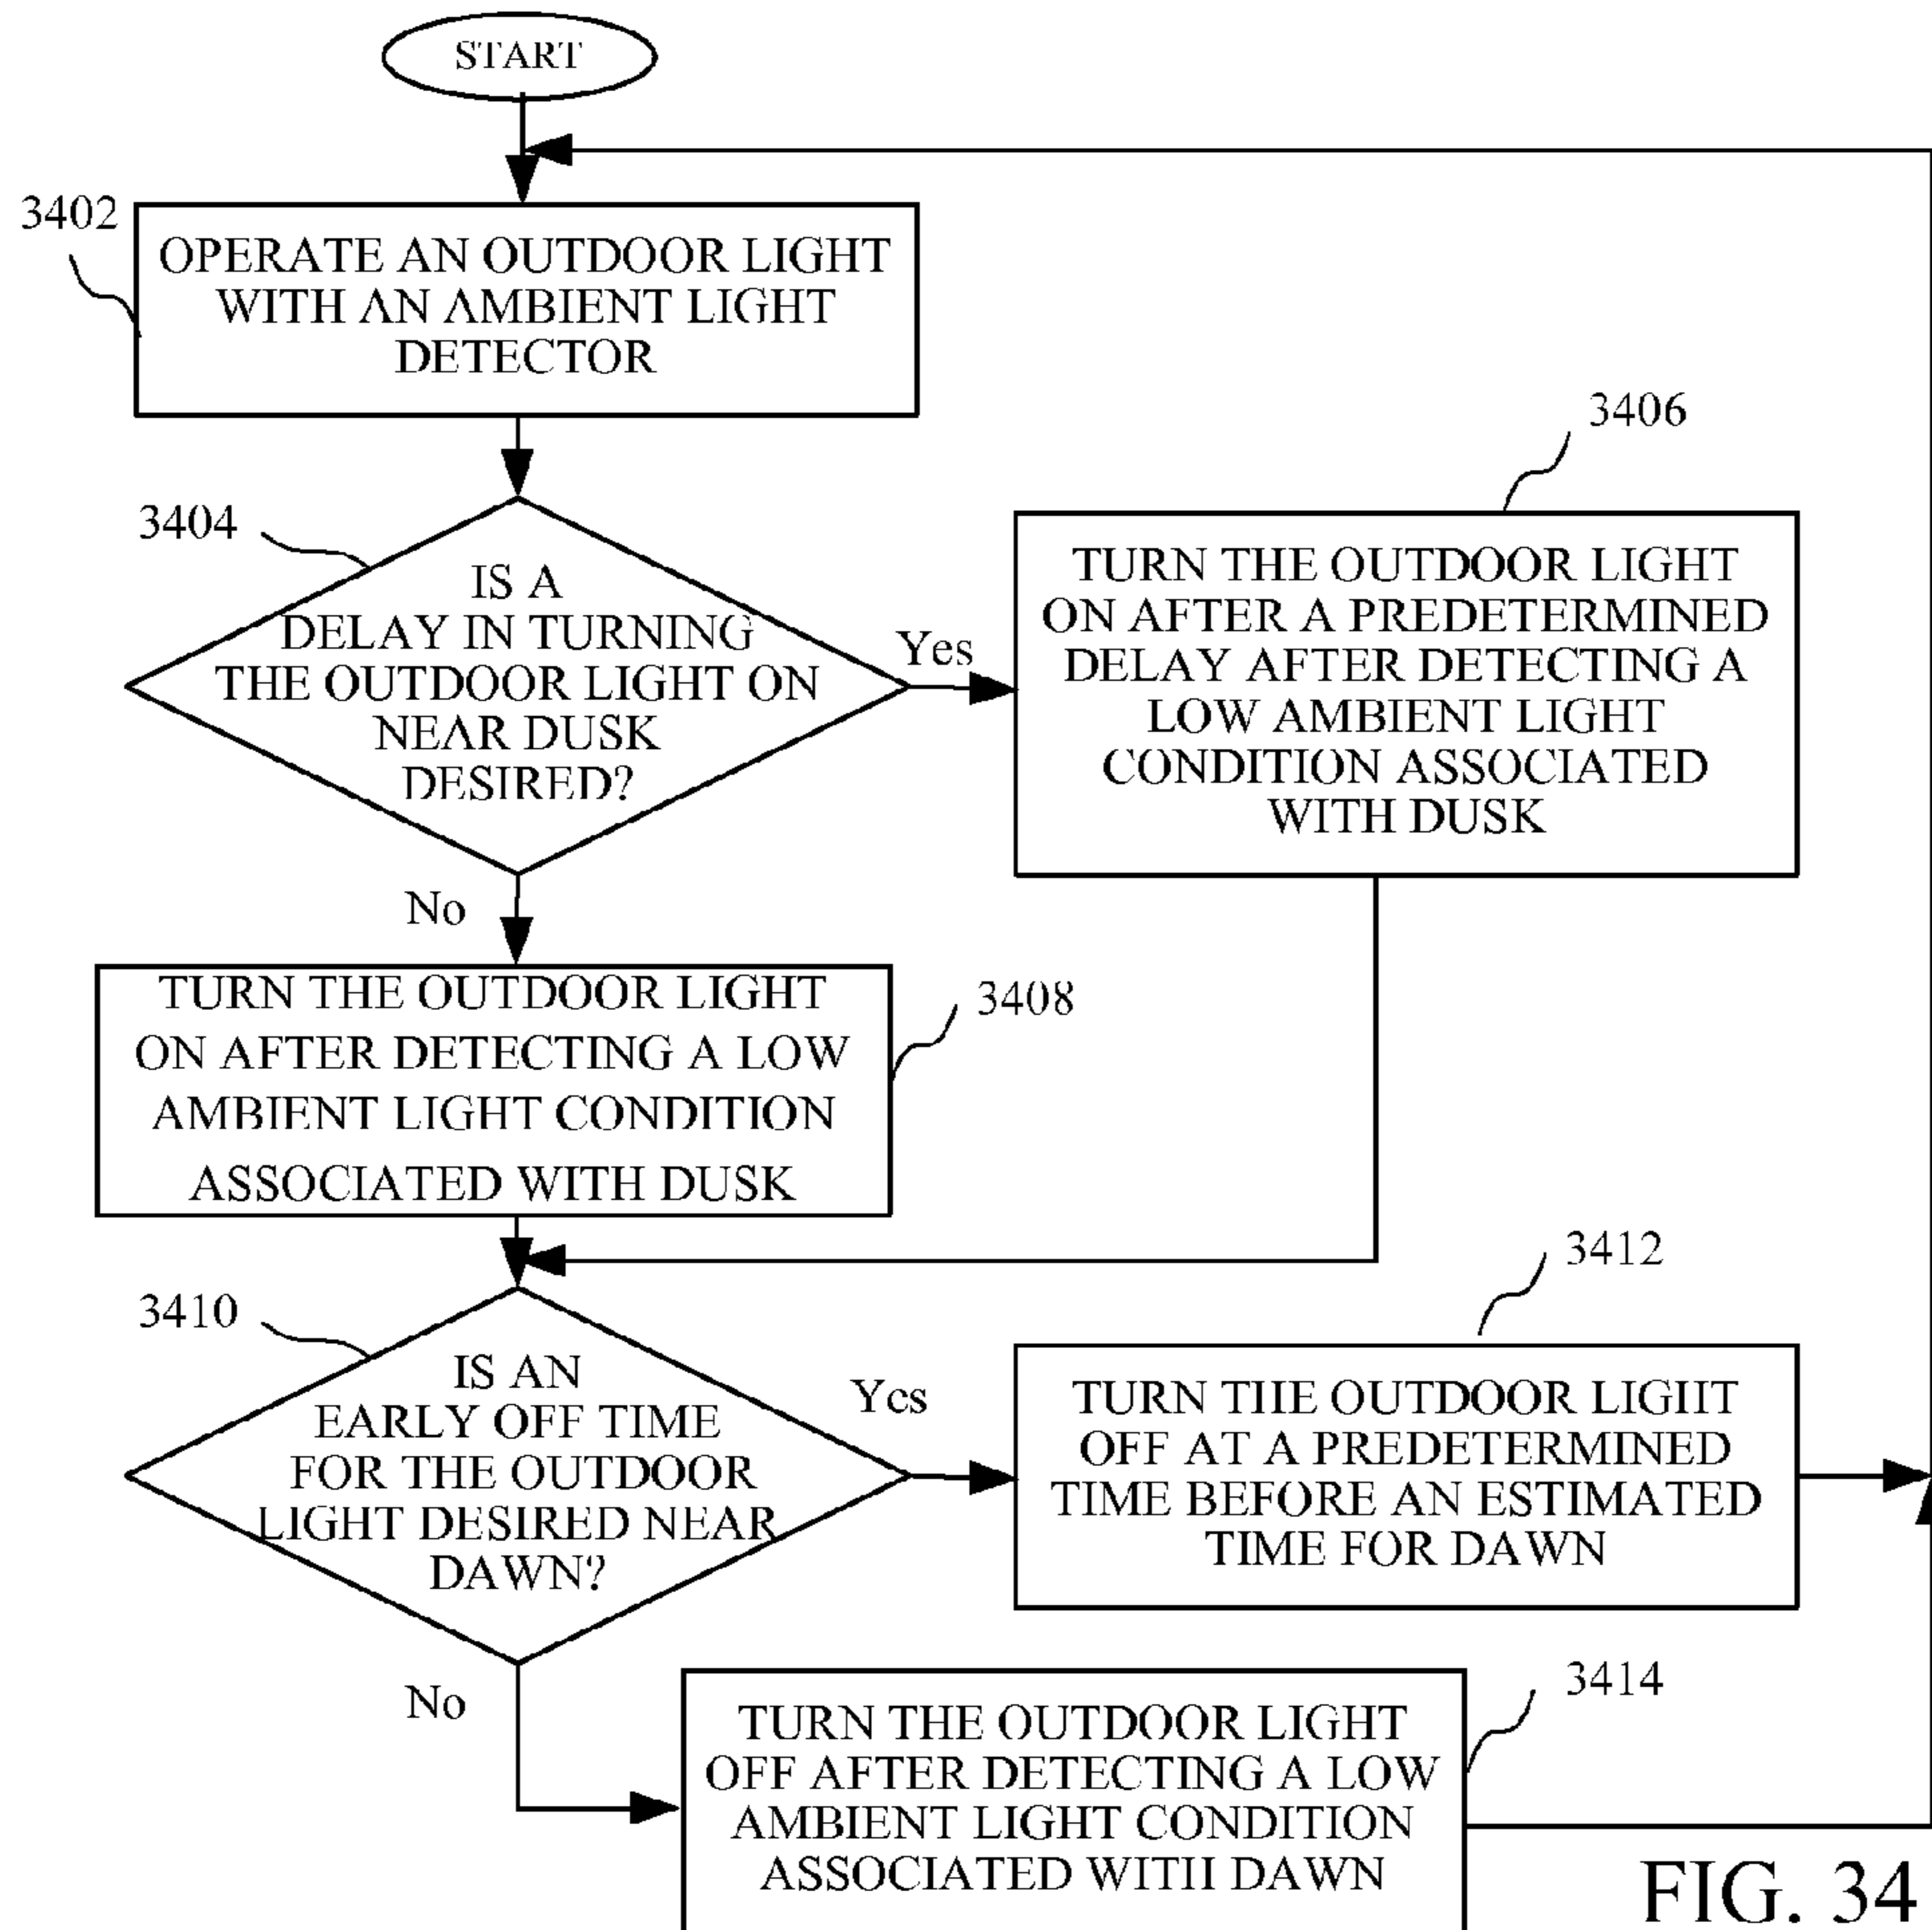 START
3402
OPERATE AN OUTDOOR LIGHT
WITH AN AMBIENT LIGHT
DETECTOR
3404
IS A
DELAY IN TURNING
THE OUTDOOR LIGHT ON
NEAR DUSK
DESIRED?
Yes
3406
TURN THE OUTDOOR LIGHT
ON AFTER A PREDETERMINED
DELAY AFTER DETECTING A
LOW AMBIENT LIGHT
CONDITION ASSOCIATED
WITH DUSK
No
TURN THE OUTDOOR LIGHT
ON AFTER DETECTING A LOW
AMBIENT LIGHT CONDITION
ASSOCIATED WITH DUSK
3408
3410
IS AN
EARLY OFF TIME
FOR THE OUTDOOR
LIGHT DESIRED NEAR
DAWN?
Yes
3412
TURN THE OUTDOOR LIGHT
OFF AT A PREDETERMINED
TIME BEFORE AN ESTIMATED
TIME FOR DAWN
No
TURN THE OUTDOOR LIGHT
OFF AFTER DETECTING A LOW
AMBIENT LIGHT CONDITION
ASSOCIATED WITH DAWN
3414
FIG. 34